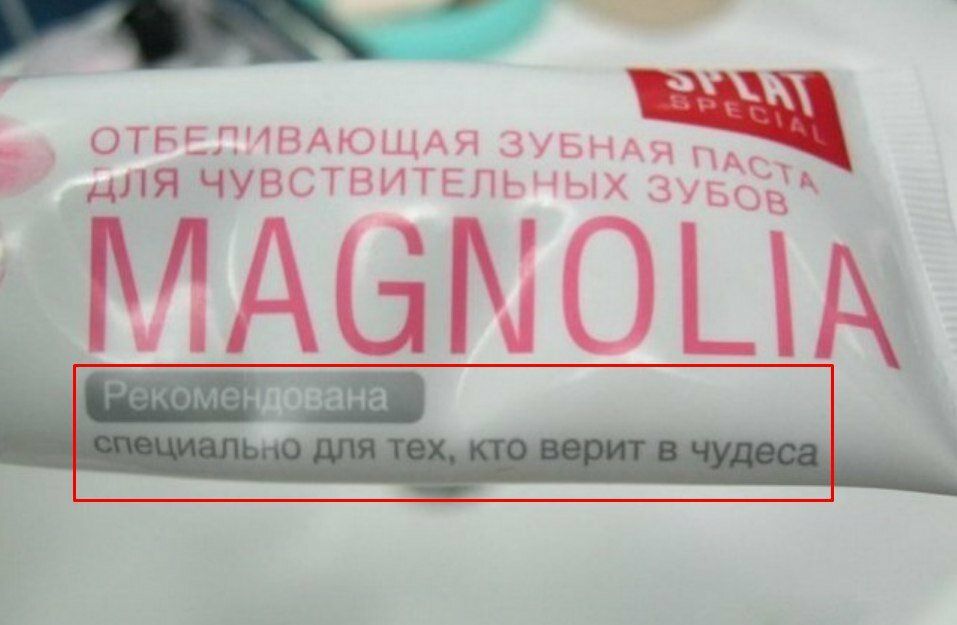 SPLAT
SPECIAL
ОТБЕЛИВАЮЩАЯ ЗУБНАЯ ПАСТА
ДЛЯ ЧУВСТВИТЕЛЬНЫХ ЗУБОВ
MAGNOLIA
Рекомендована
специально для тех, кто верит в чудеса